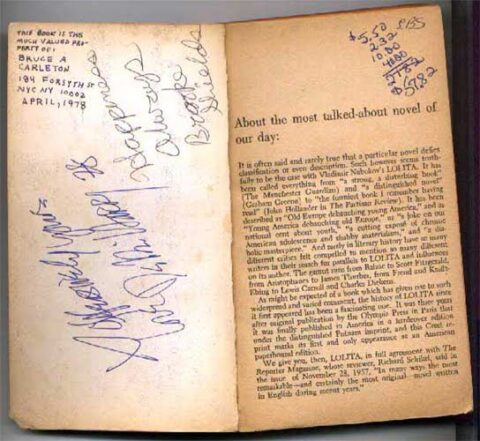 THIS BOOK IS THE
MUCH VALUED PRO-
PERTY OF:
BRUCE A
CARLETON
184 FORSYTH ST
NYC NY 10002
APRIL, 1978
Happiness
Always
Brooke
Shields
$5.50
2.32
10.00
About the most talked-about novel of
our day:
It is often said and rarely true that a particular novel defies
classification or even description. Such however seems truth-
fully to be the case with Vladimir Nabokov's LOLITA. It has
been called everything from "a strong, a disturbing book"
(The Manchester Guardian) and "a distinguished novel"
(Graham Greene) to "the funniest book I remember having
read" (John Hollander in The Partisan Review). It has been
described as "Old Europe debauching young America," and as
"Young America debauching old Europe," as "a joke on our
national cant about youth," "a cutting exposé of chronic
American adolescence and shabby materialism," and "a dia-
bolic masterpiece." And rarely in literary history have so many
different critics felt compelled to mention so many different
writers in their search for parallels to LOLITA and influences
on its author. The gamut runs from Balzac to Scott Fitzgerald,
from Aristophanes to James Thurber, from Freud and Krafft-
Ebing to Lewis Carroll and Charles Dickens.
As might be expected of a book which has given rise to such
widespread and varied comment, the history of LOLITA since
it first appeared has been a fascinating one. It was three years
after original publication by the Olympia Press in Paris that
it was finally published in America in a hardcover edition
under the distinguished Putnam imprint, and this Crest re-
print marks its first and only appearance in an American
paperbound edition.
We give you, then, LOLITA, in full agreement with The
Reporter Magazine, whose reviewer, Richard Schickel, said in
the issue of November 28, 1957, "In many ways the most
remarkable—and certainly the most original—novel written
in English during recent years."